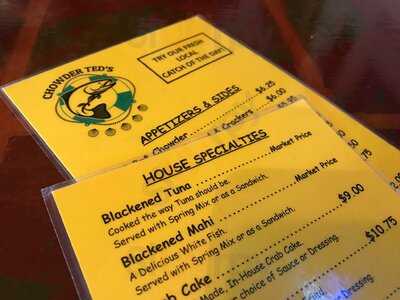 CHOWDER TED'S
TRY OUR FRESH
LOCAL
CATCH OF THE DAY!
APPETIZERS & SIDES
Chowder $6.25
& Crackers $6.00
HOUSE SPECIALTIES
Blackened Tuna Market Price
Cooked the way Tuna should be.
Served with Spring Mix or as a Sandwich.
Blackened Mahi Market Price
A Delicious White Fish.
Served with Spring Mix or as a Sandwich.
Cake $9.00
Made, In-House Crab Cake.
choice of Sauce or Dressing.
$10.75